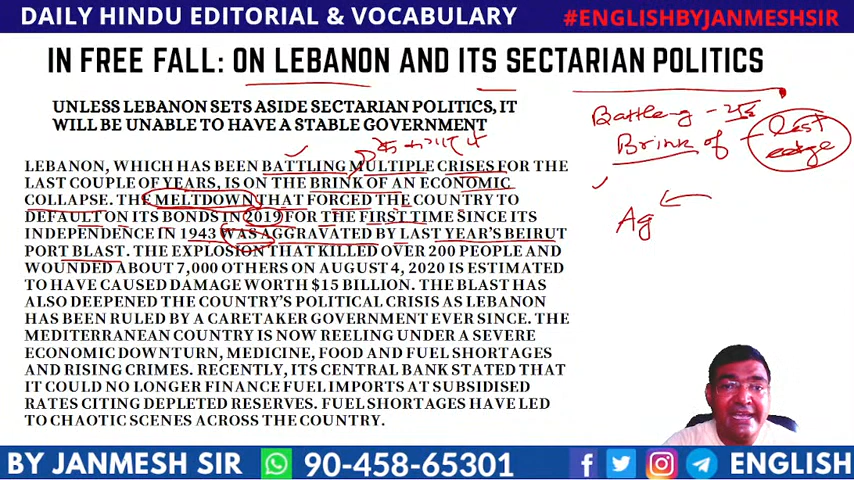 DAILY HINDU EDITORIAL & VOCABULARY
#ENGLISHBYJANMESHSIR
IN FREE FALL: ON LEBANON AND ITS SECTARIAN POLITICS
UNLESS LEBANON SETS ASIDE SECTARIAN POLITICS, IT
WILL BE UNABLE TO HAVE A STABLE GOVERNMENT
LEBANON, WHICH HAS BEEN BATTLING MULTIPLE CRISES FOR THE
LAST COUPLE OF YEARS, IS ON THE BRINK OF AN ECONOMIC
COLLAPSE. THE MELTDOWN THAT FORCED THE COUNTRY TO
DEFAULT ON ITS BONDS IN 2019 FOR THE FIRST TIME SINCE ITS
INDEPENDENCE IN 1943 WAS AGGRAVATED BY LAST YEAR'S BEIRUT
PORT BLAST. THE EXPLOSION THAT KILLED OVER 200 PEOPLE AND
WOUNDED ABOUT 7,000 OTHERS ON AUGUST 4, 2020 IS ESTIMATED
TO HAVE CAUSED DAMAGE WORTH $15 BILLION. THE BLAST HAS
ALSO DEEPENED THE COUNTRY'S POLITICAL CRISIS AS LEBANON
HAS BEEN RULED BY A CARETAKER GOVERNMENT EVER SINCE. THE
MEDITERRANEAN COUNTRY IS NOW REELING UNDER A SEVERE
ECONOMIC DOWNTURN, MEDICINE, FOOD AND FUEL SHORTAGES
AND RISING CRIMES. RECENTLY, ITS CENTRAL BANK STATED THAT
IT COULD NO LONGER FINANCE FUEL IMPORTS AT SUBSIDISED
RATES CITING DEPLETED RESERVES. FUEL SHORTAGES HAVE LED
TO CHAOTIC SCENES ACROSS THE COUNTRY.
Battling -
Brink of - last
edge
Ag
BY JANMESH SIR
90-458-65301
ENGLISH